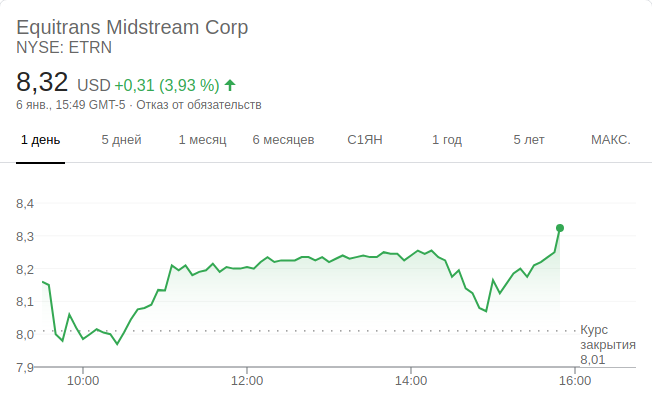 Equitrans Midstream Corp
NYSE: ETRN
8,32 USD +0,31 (3,93 %)
6 янв., 15:49 GMT-5 · Отказ от обязательств
1 день 5 дней 1 месяц 6 месяцев С1ЯН 1 год 5 лет МАКС.
8,4
8,3
8,2
8,1
8,0
Курс
закрытия
8,01
7,9
10:00 12:00 14:00 16:00